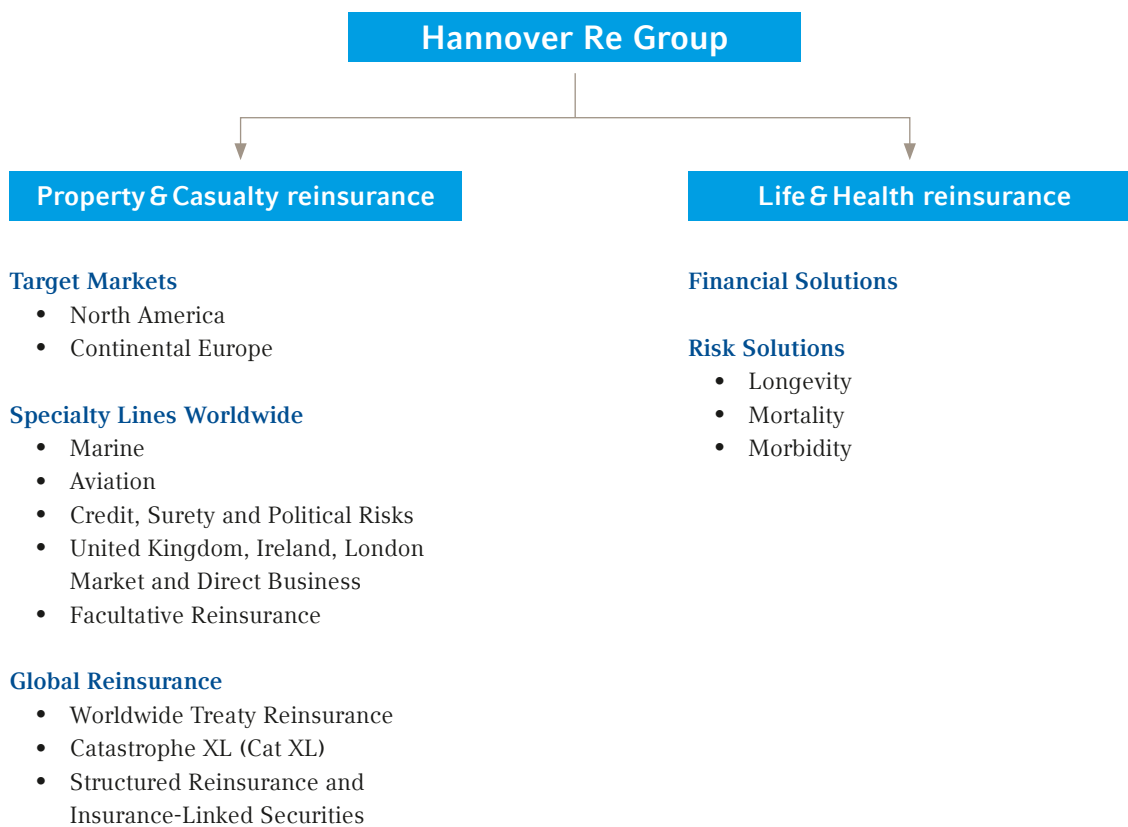 Hannover Re Group
Property & Casualty reinsurance
Target Markets
• North America
• Continental Europe
Specialty Lines Worldwide
• Marine
• Aviation
• Credit, Surety and Political Risks
• United Kingdom, Ireland, London
Market and Direct Business
• Facultative Reinsurance
Global Reinsurance
• Worldwide Treaty Reinsurance
• Catastrophe XL (Cat XL)
• Structured Reinsurance and
Insurance-Linked Securities
Life & Health reinsurance
Financial Solutions
Risk Solutions
• Longevity
• Mortality
• Morbidity